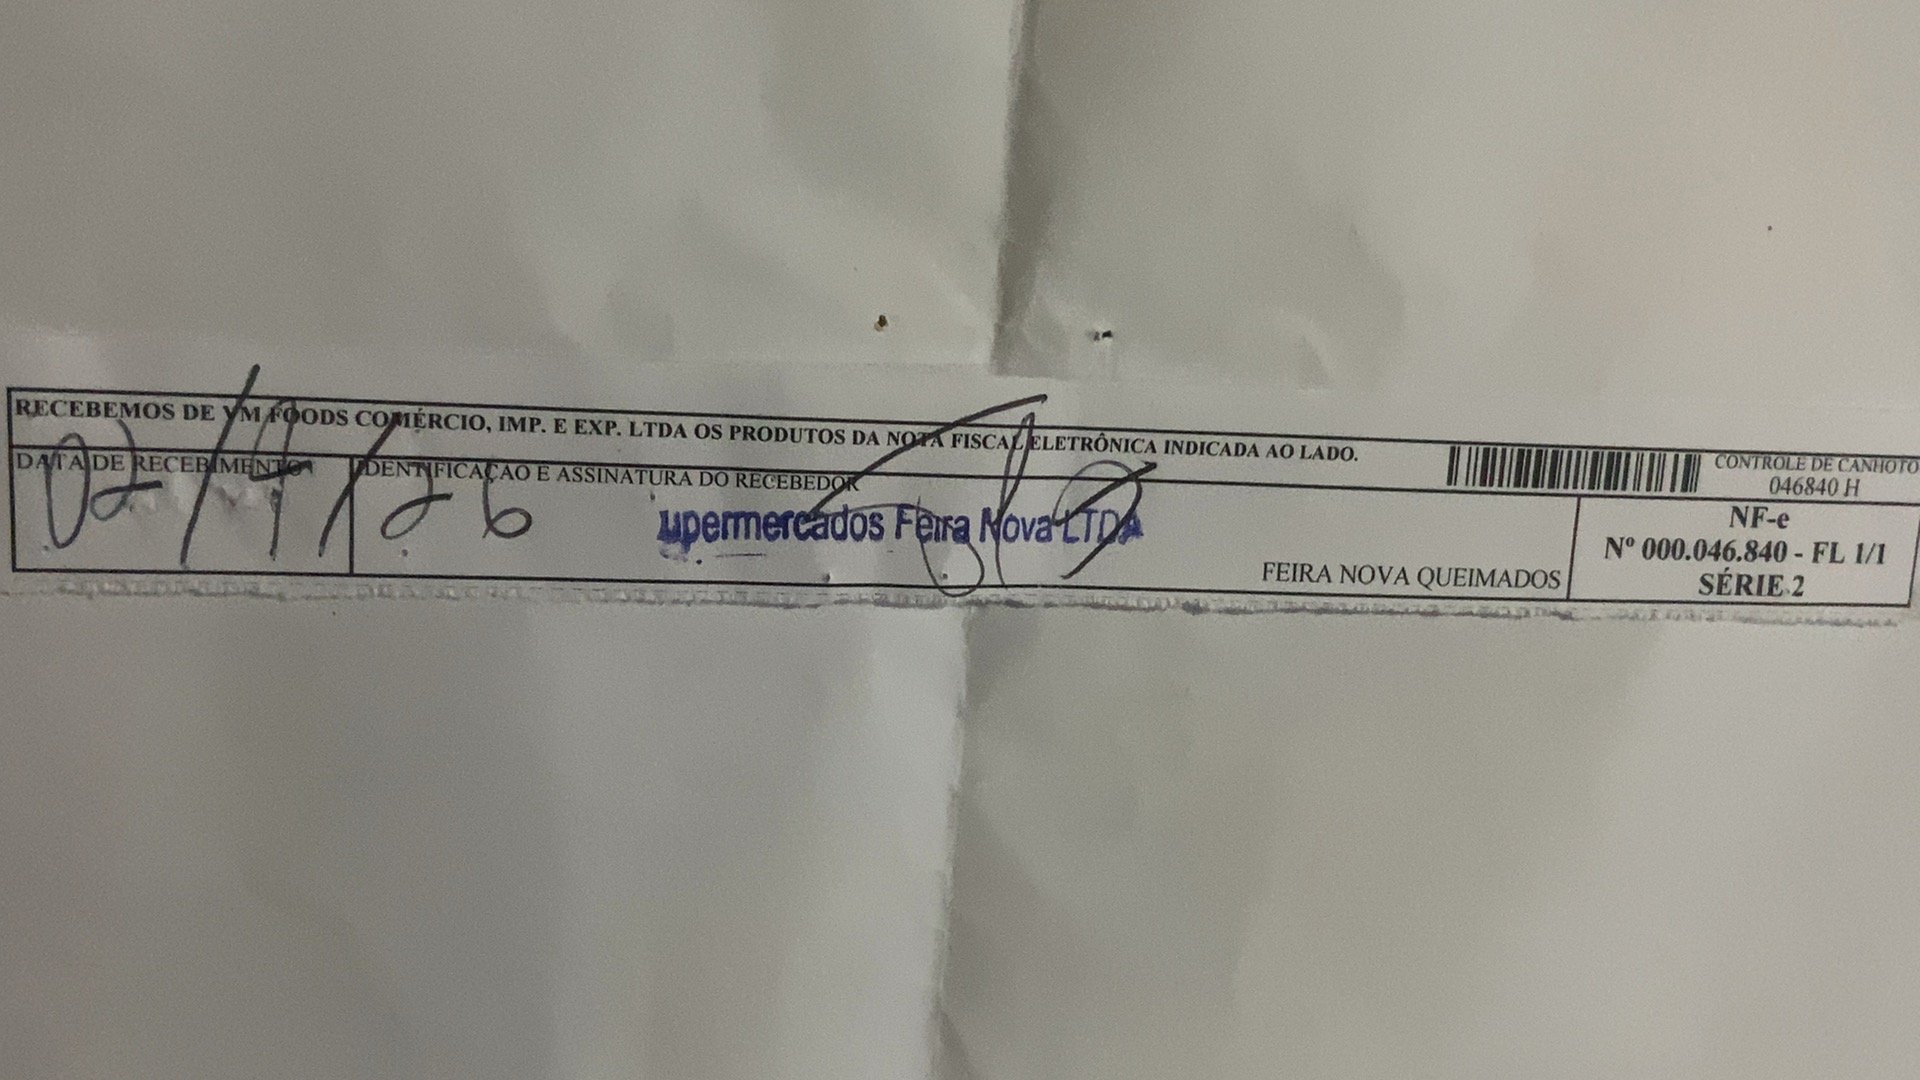 RECEBEMOS DE VM FOODS COMÉRCIO, IMP. E EXP. LTDA OS PRODUTOS DA NOTA FISCAL ELETRÔNICA INDICADA AO LADO.
CONTROLE DE CANHOTO
046840 H
DATA DE RECEBIMENTO
02/4/26
IDENTIFICAÇÃO E ASSINATURA DO RECEBEDOR
upermercados Feira Nova LTDA
FEIRA NOVA QUEIMADOS
NF-e
Nº 000.046.840 - FL 1/1
SÉRIE 2